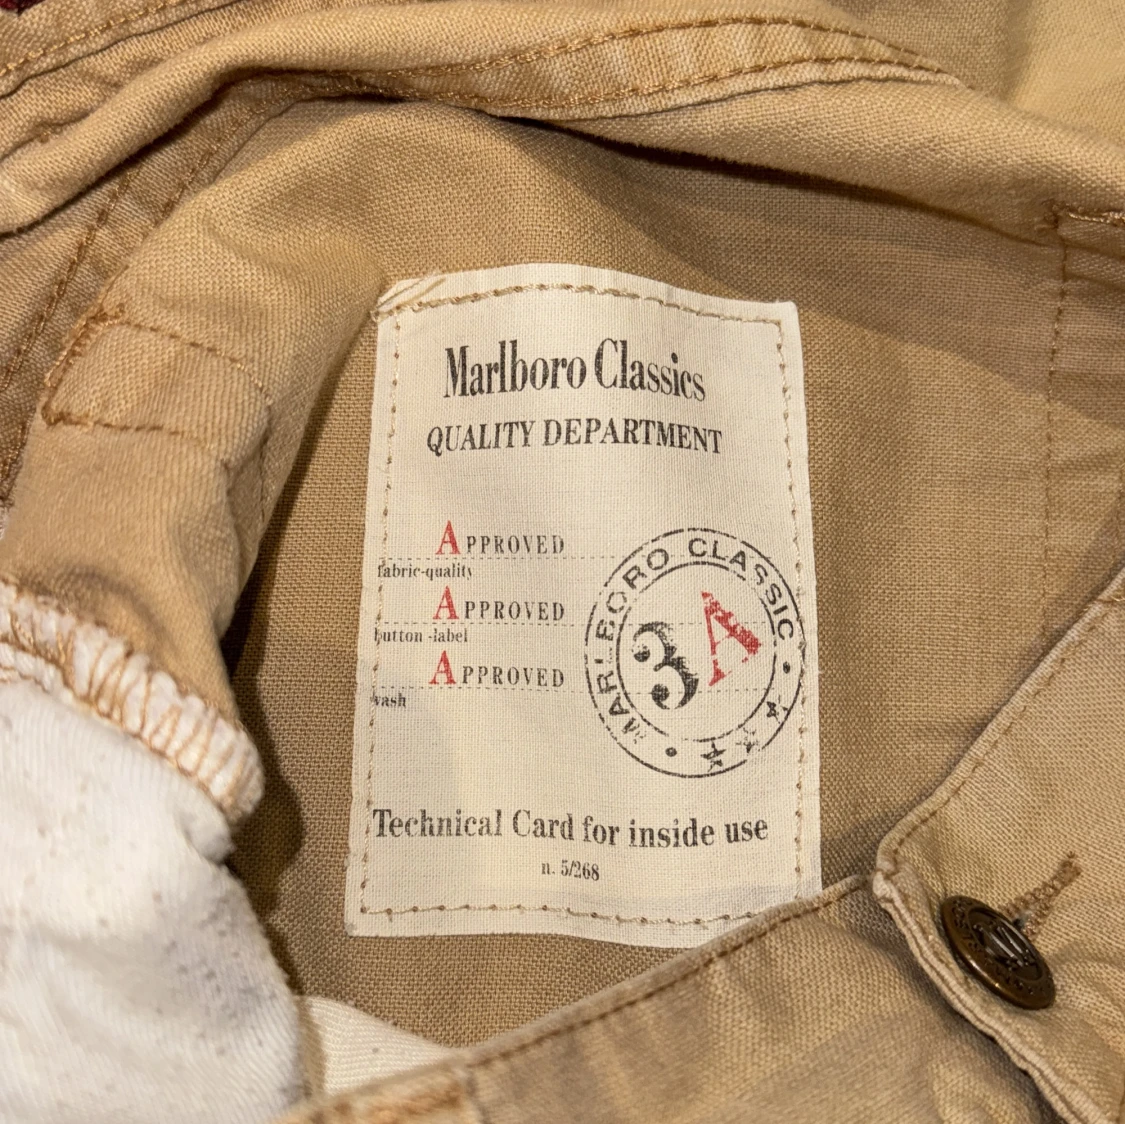 Marlboro Classics
QUALITY DEPARTMENT
APPROVED
fabric-quality
APPROVED
button -label
APPROVED
wash
MARLBORO CLASSIC
3A
Technical Card for inside use
n. 5/268